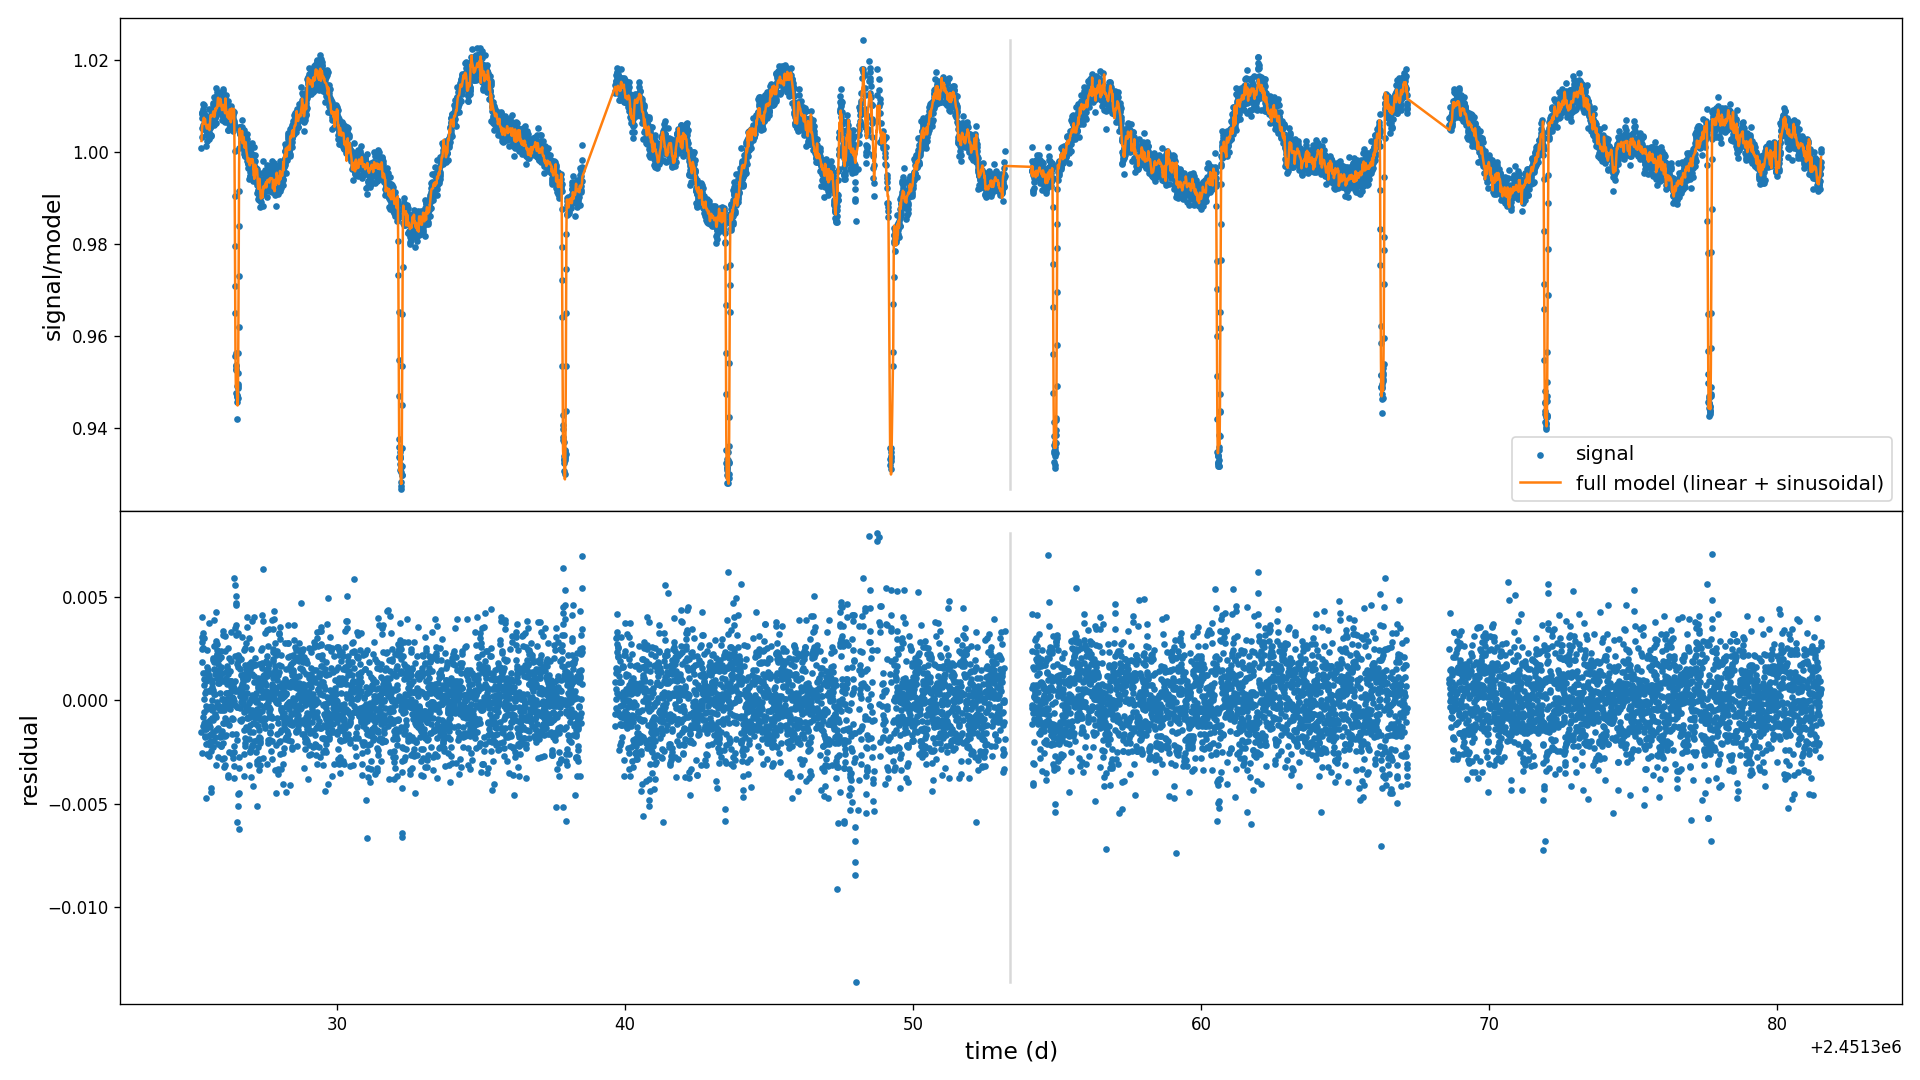 1.02
1.00
0.98
0.96
0.94
signal/model
signal
full model (linear + sinusoidal)
0.005
0.000
−0.005
−0.010
residual
30
40
50
60
70
80
time (d)
+2.4513e6